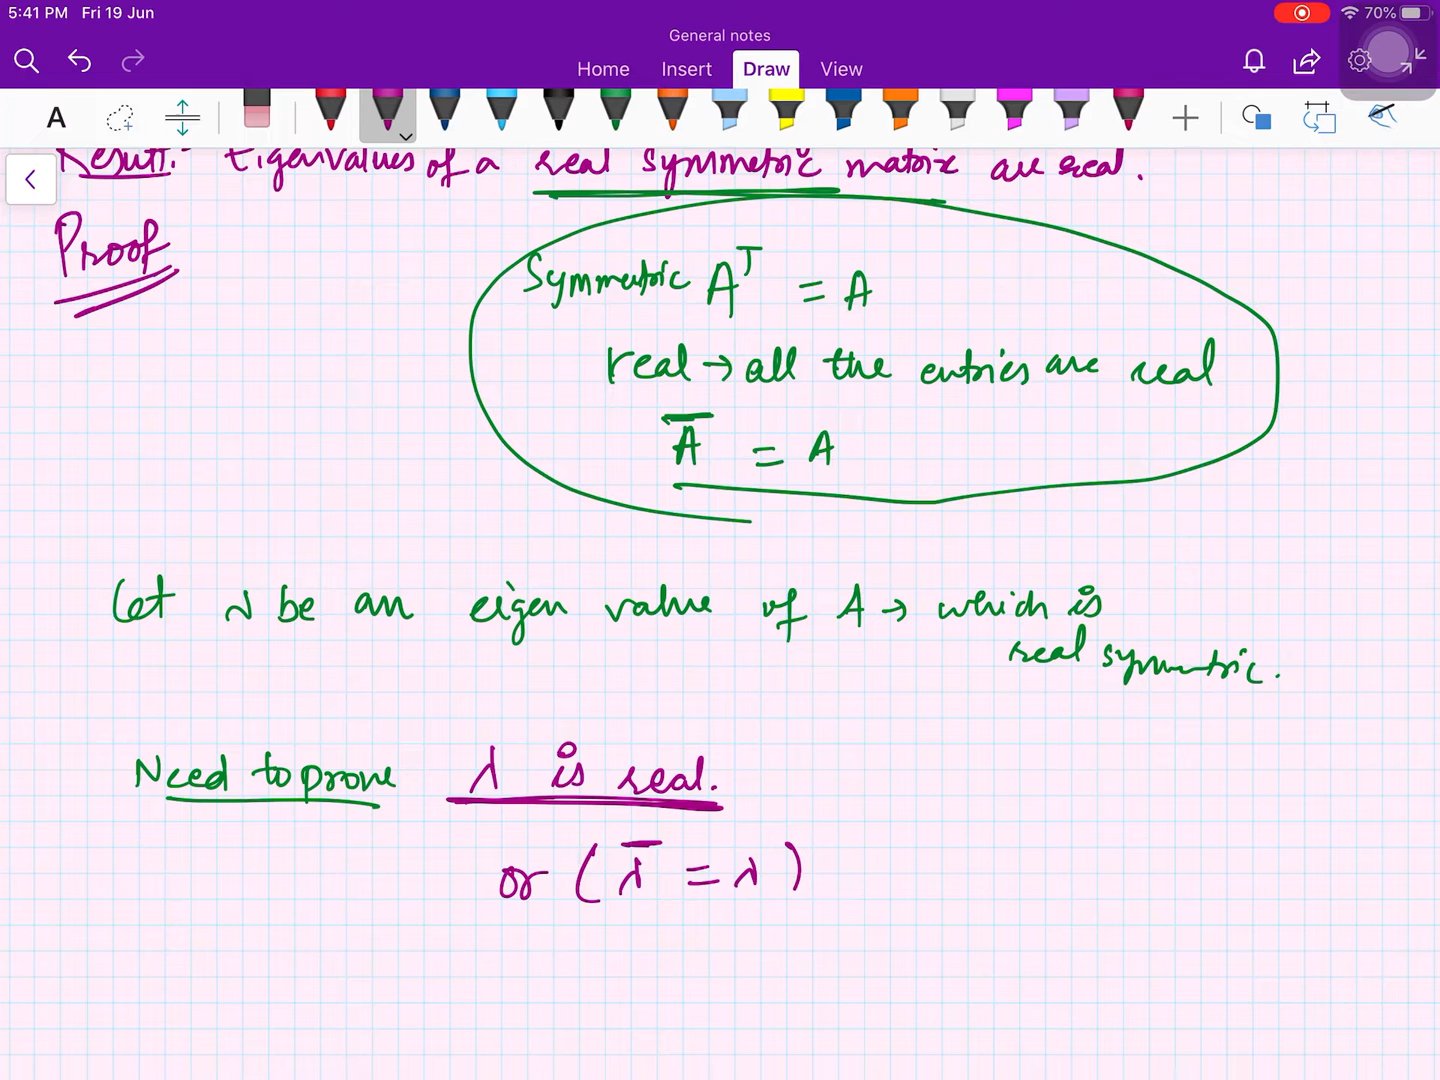 5:41 PM Fri 19 Jun
70%
General notes
Home Insert Draw View
A
Result:- Eigenvalues of a real symmetric matrix are real.
Proof
Symmetric Aᵀ = A
real → all the entries are real
A̅ = A
Let λ be an eigen value of A → which is
real symmetric.
Need to prove λ is real.
or ( λ̅ = λ )